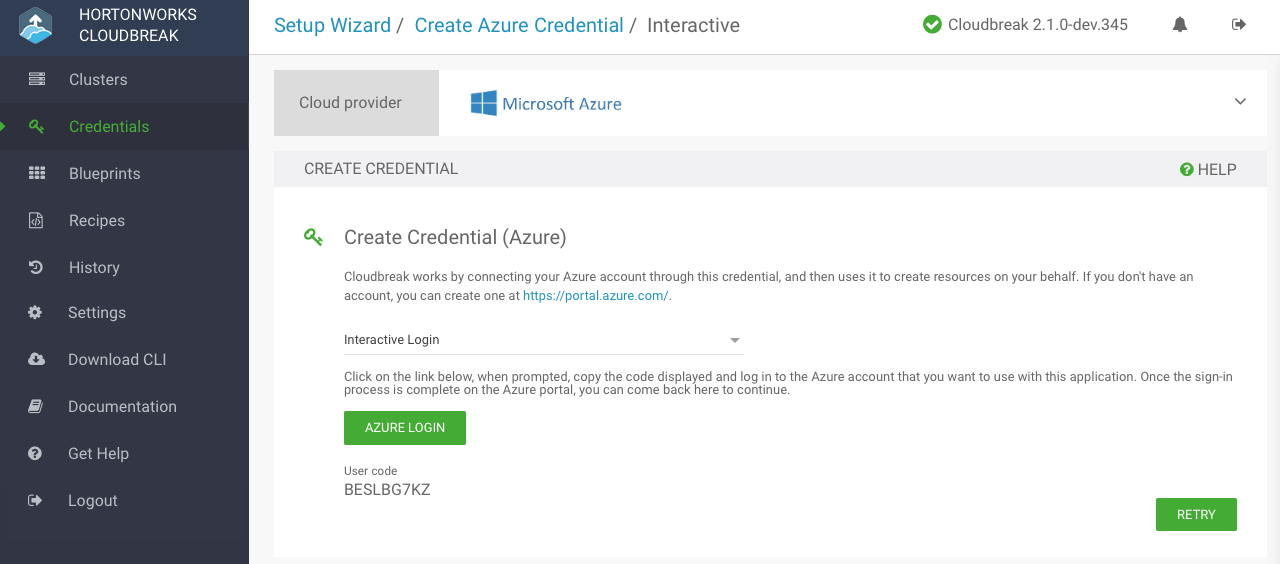 HORTONWORKS
CLOUDBREAK
Clusters
Credentials
Blueprints
Recipes
History
Settings
Download CLI
Documentation
Get Help
Logout
Setup Wizard / Create Azure Credential / Interactive
Cloudbreak 2.1.0-dev.345
Cloud provider
Microsoft Azure
CREATE CREDENTIAL
HELP
Create Credential (Azure)
Cloudbreak works by connecting your Azure account through this credential, and then uses it to create resources on your behalf. If you don't have an
account, you can create one at https://portal.azure.com/.
Interactive Login
Click on the link below, when prompted, copy the code displayed and log in to the Azure account that you want to use with this application. Once the sign-in
process is complete on the Azure portal, you can come back here to continue.
AZURE LOGIN
User code
BESLBG7KZ
RETRY